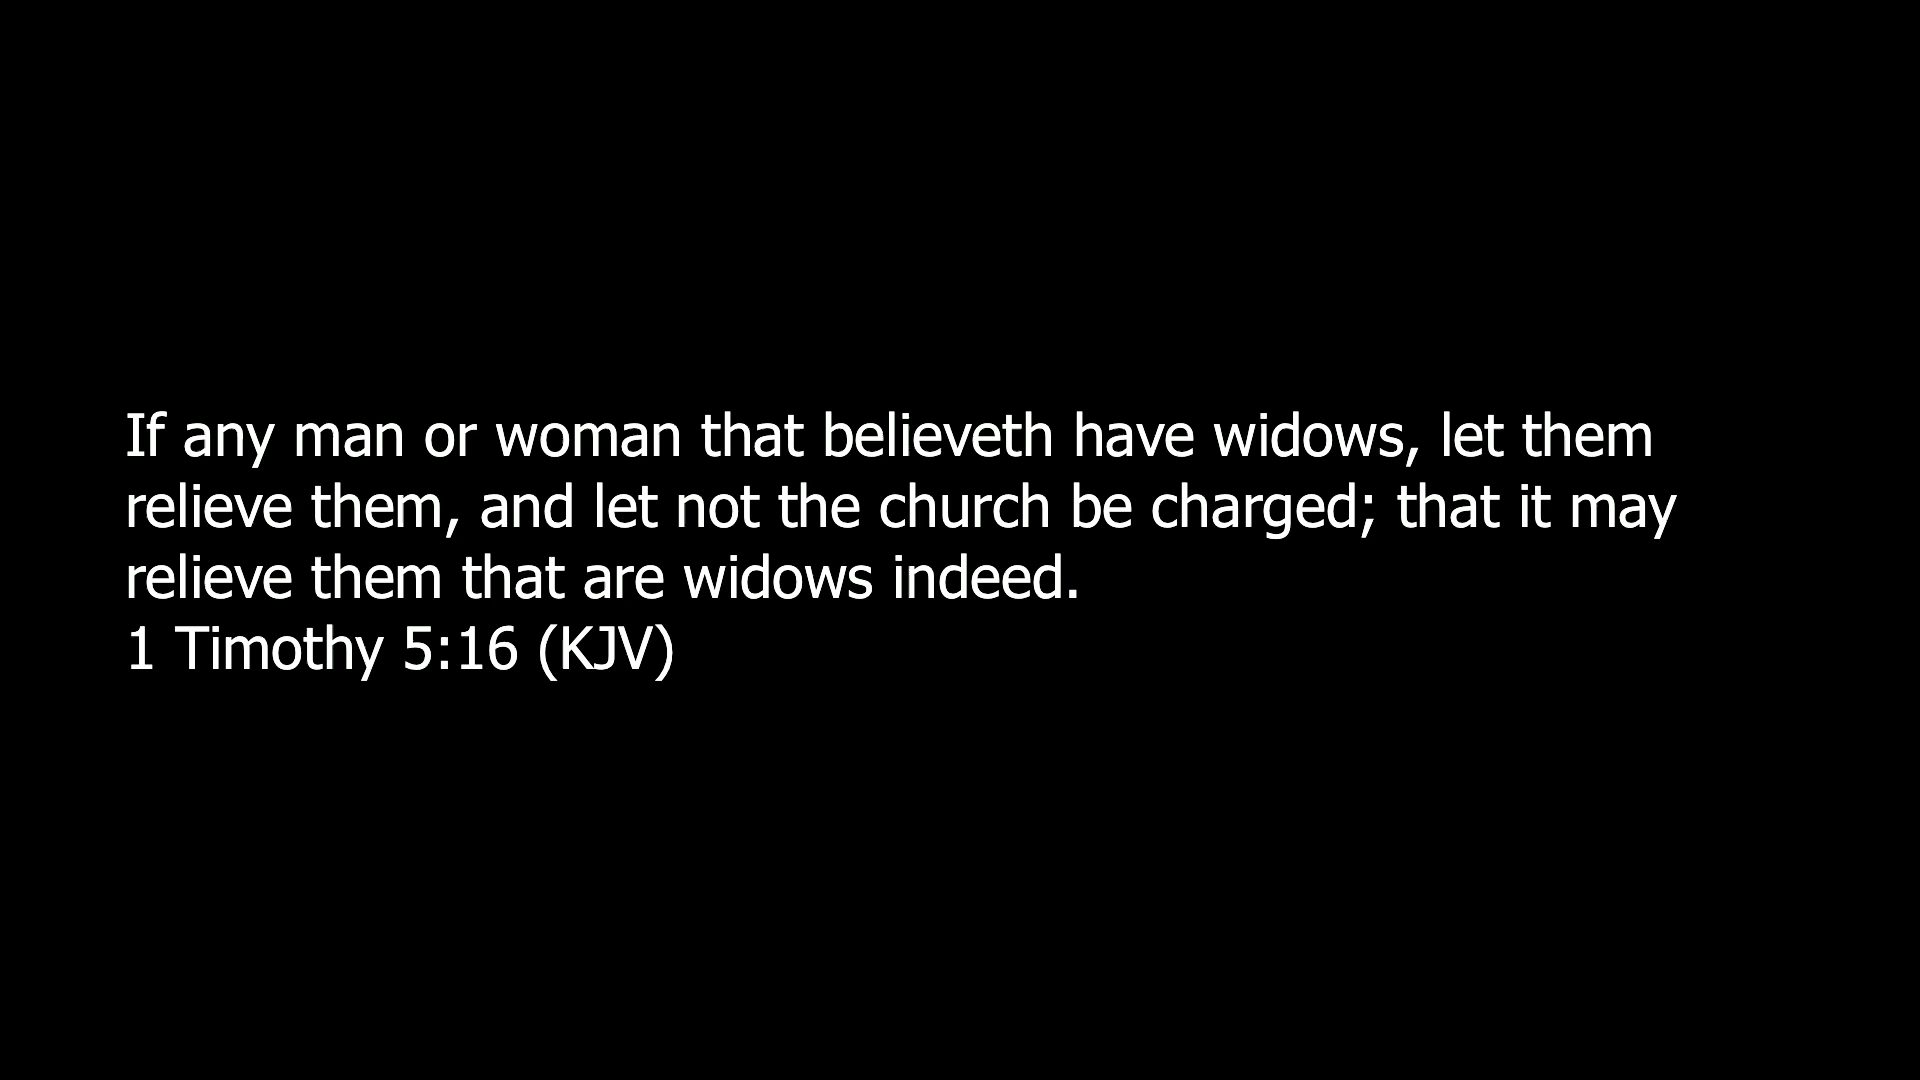 If any man or woman that believeth have widows, let them
relieve them, and let not the church be charged; that it may
relieve them that are widows indeed.
1 Timothy 5:16 (KJV)